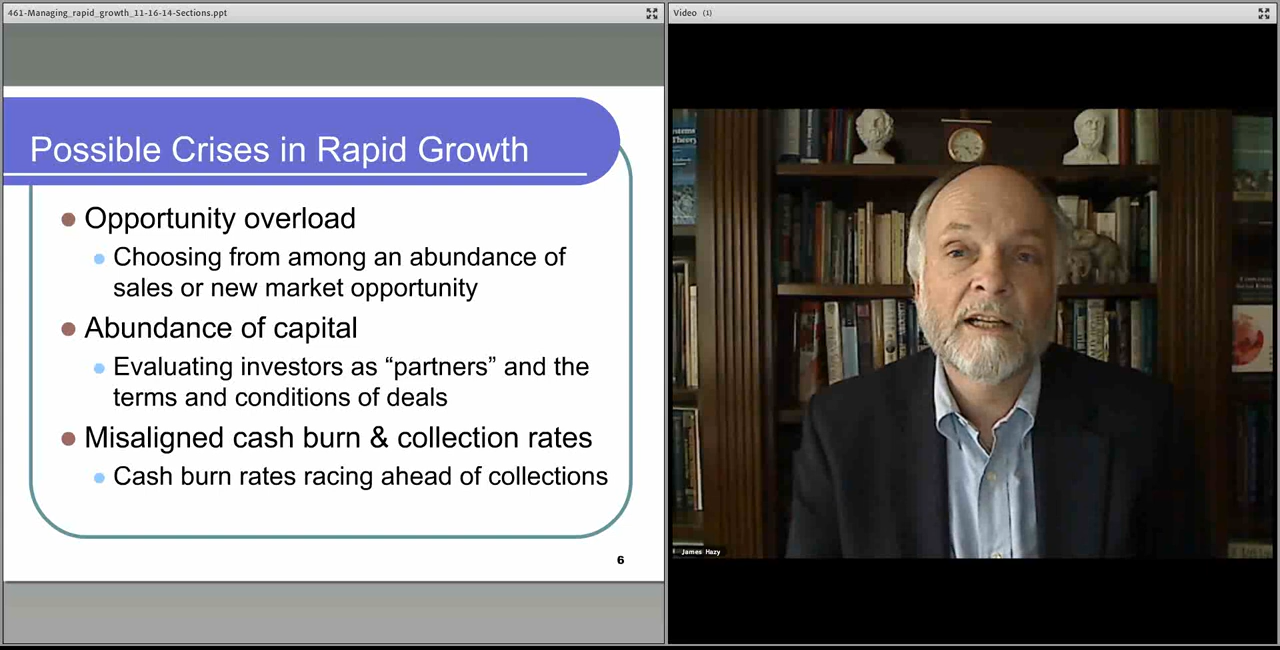 461-Managing_rapid_growth_11-16-14-Sections.ppt
Possible Crises in Rapid Growth
Opportunity overload
Choosing from among an abundance of
sales or new market opportunity
Abundance of capital
Evaluating investors as “partners” and the
terms and conditions of deals
Misaligned cash burn & collection rates
Cash burn rates racing ahead of collections
6
Video (1)
Theory
James Hazy